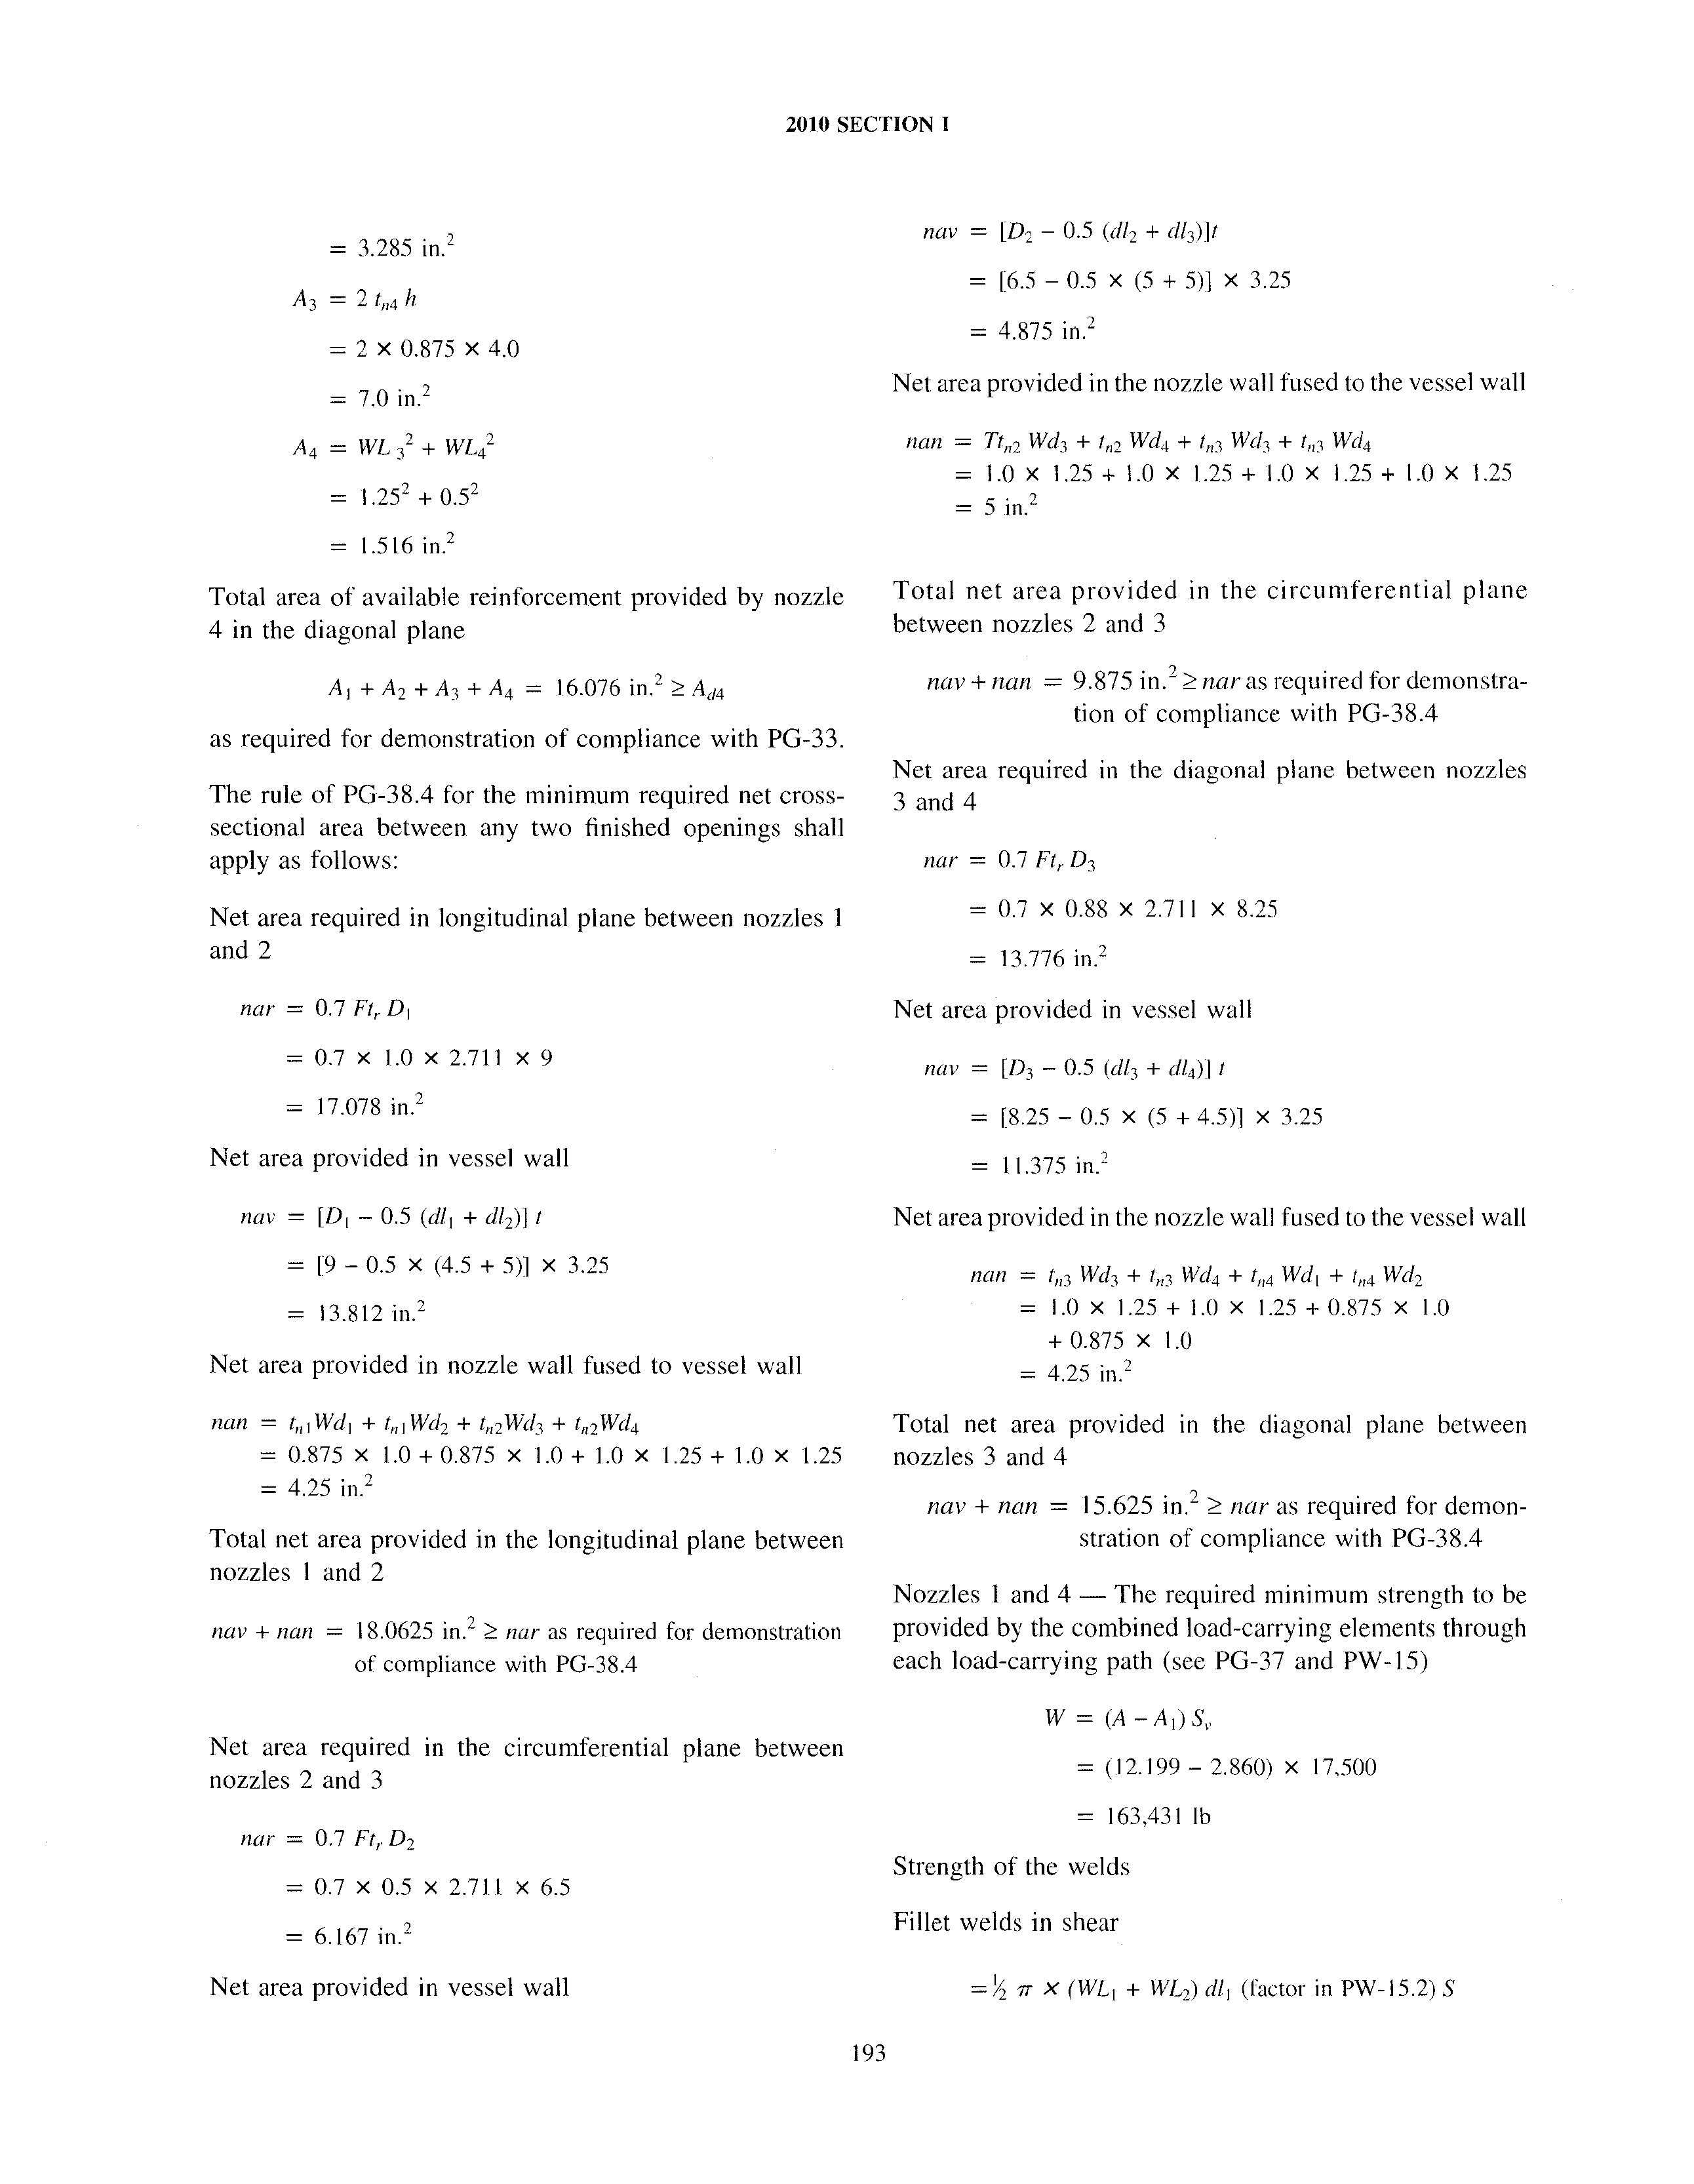 2010 SECTION I
= 3.285 in.²
A₃ = 2 tₙ₄ h
= 2 × 0.875 × 4.0
= 7.0 in.²
A₄ = WL₃² + WL₄²
= 1.25² + 0.5²
= 1.516 in.²
Total area of available reinforcement provided by nozzle
4 in the diagonal plane
A₁ + A₂ + A₃ + A₄ = 16.076 in.² ≥ A_d4
as required for demonstration of compliance with PG-33.
The rule of PG-38.4 for the minimum required net cross-
sectional area between any two finished openings shall
apply as follows:
Net area required in longitudinal plane between nozzles 1
and 2
nar = 0.7 Ftᵣ D₁
= 0.7 × 1.0 × 2.711 × 9
= 17.078 in.²
Net area provided in vessel wall
nav = [D₁ − 0.5 (dl₁ + dl₂)] t
= [9 − 0.5 × (4.5 + 5)] × 3.25
= 13.812 in.²
Net area provided in nozzle wall fused to vessel wall
nan = tₙ₁Wd₁ + tₙ₁Wd₂ + tₙ₂Wd₃ + tₙ₂Wd₄
= 0.875 × 1.0 + 0.875 × 1.0 + 1.0 × 1.25 + 1.0 × 1.25
= 4.25 in.²
Total net area provided in the longitudinal plane between
nozzles 1 and 2
nav + nan = 18.0625 in.² ≥ nar as required for demonstration
of compliance with PG-38.4
Net area required in the circumferential plane between
nozzles 2 and 3
nar = 0.7 Ftᵣ D₂
= 0.7 × 0.5 × 2.711 × 6.5
= 6.167 in.²
Net area provided in vessel wall
nav = [D₂ − 0.5 (dl₂ + dl₃)]t
= [6.5 − 0.5 × (5 + 5)] × 3.25
= 4.875 in.²
Net area provided in the nozzle wall fused to the vessel wall
nan = Ttₙ₂ Wd₃ + tₙ₂ Wd₄ + tₙ₃ Wd₃ + tₙ₃ Wd₄
= 1.0 × 1.25 + 1.0 × 1.25 + 1.0 × 1.25 + 1.0 × 1.25
= 5 in.²
Total net area provided in the circumferential plane
between nozzles 2 and 3
nav + nan = 9.875 in.² ≥ nar as required for demonstra-
tion of compliance with PG-38.4
Net area required in the diagonal plane between nozzles
3 and 4
nar = 0.7 Ftᵣ D₃
= 0.7 × 0.88 × 2.711 × 8.25
= 13.776 in.²
Net area provided in vessel wall
nav = [D₃ − 0.5 (dl₃ + dl₄)] t
= [8.25 − 0.5 × (5 + 4.5)] × 3.25
= 11.375 in.²
Net area provided in the nozzle wall fused to the vessel wall
nan = tₙ₃ Wd₃ + tₙ₃ Wd₄ + tₙ₄ Wd₁ + tₙ₄ Wd₂
= 1.0 × 1.25 + 1.0 × 1.25 + 0.875 × 1.0
+ 0.875 × 1.0
= 4.25 in.²
Total net area provided in the diagonal plane between
nozzles 3 and 4
nav + nan = 15.625 in.² ≥ nar as required for demon-
stration of compliance with PG-38.4
Nozzles 1 and 4 — The required minimum strength to be
provided by the combined load-carrying elements through
each load-carrying path (see PG-37 and PW-15)
W = (A − A₁) Sᵥ
= (12.199 − 2.860) × 17,500
= 163,431 lb
Strength of the welds
Fillet welds in shear
= ½ π × (WL₁ + WL₂) dl₁ (factor in PW-15.2) S
193